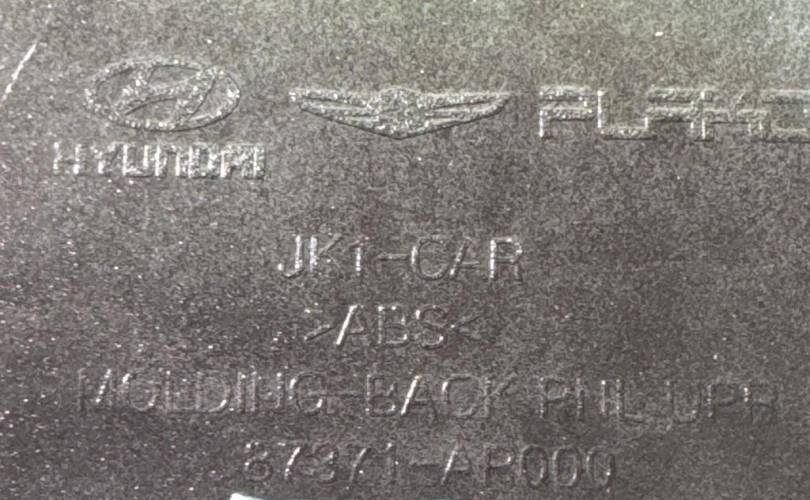 HYUNDAI
JK1-CAR
>ABS<
MOLDING-BACK PNL UPR
87371-AR000